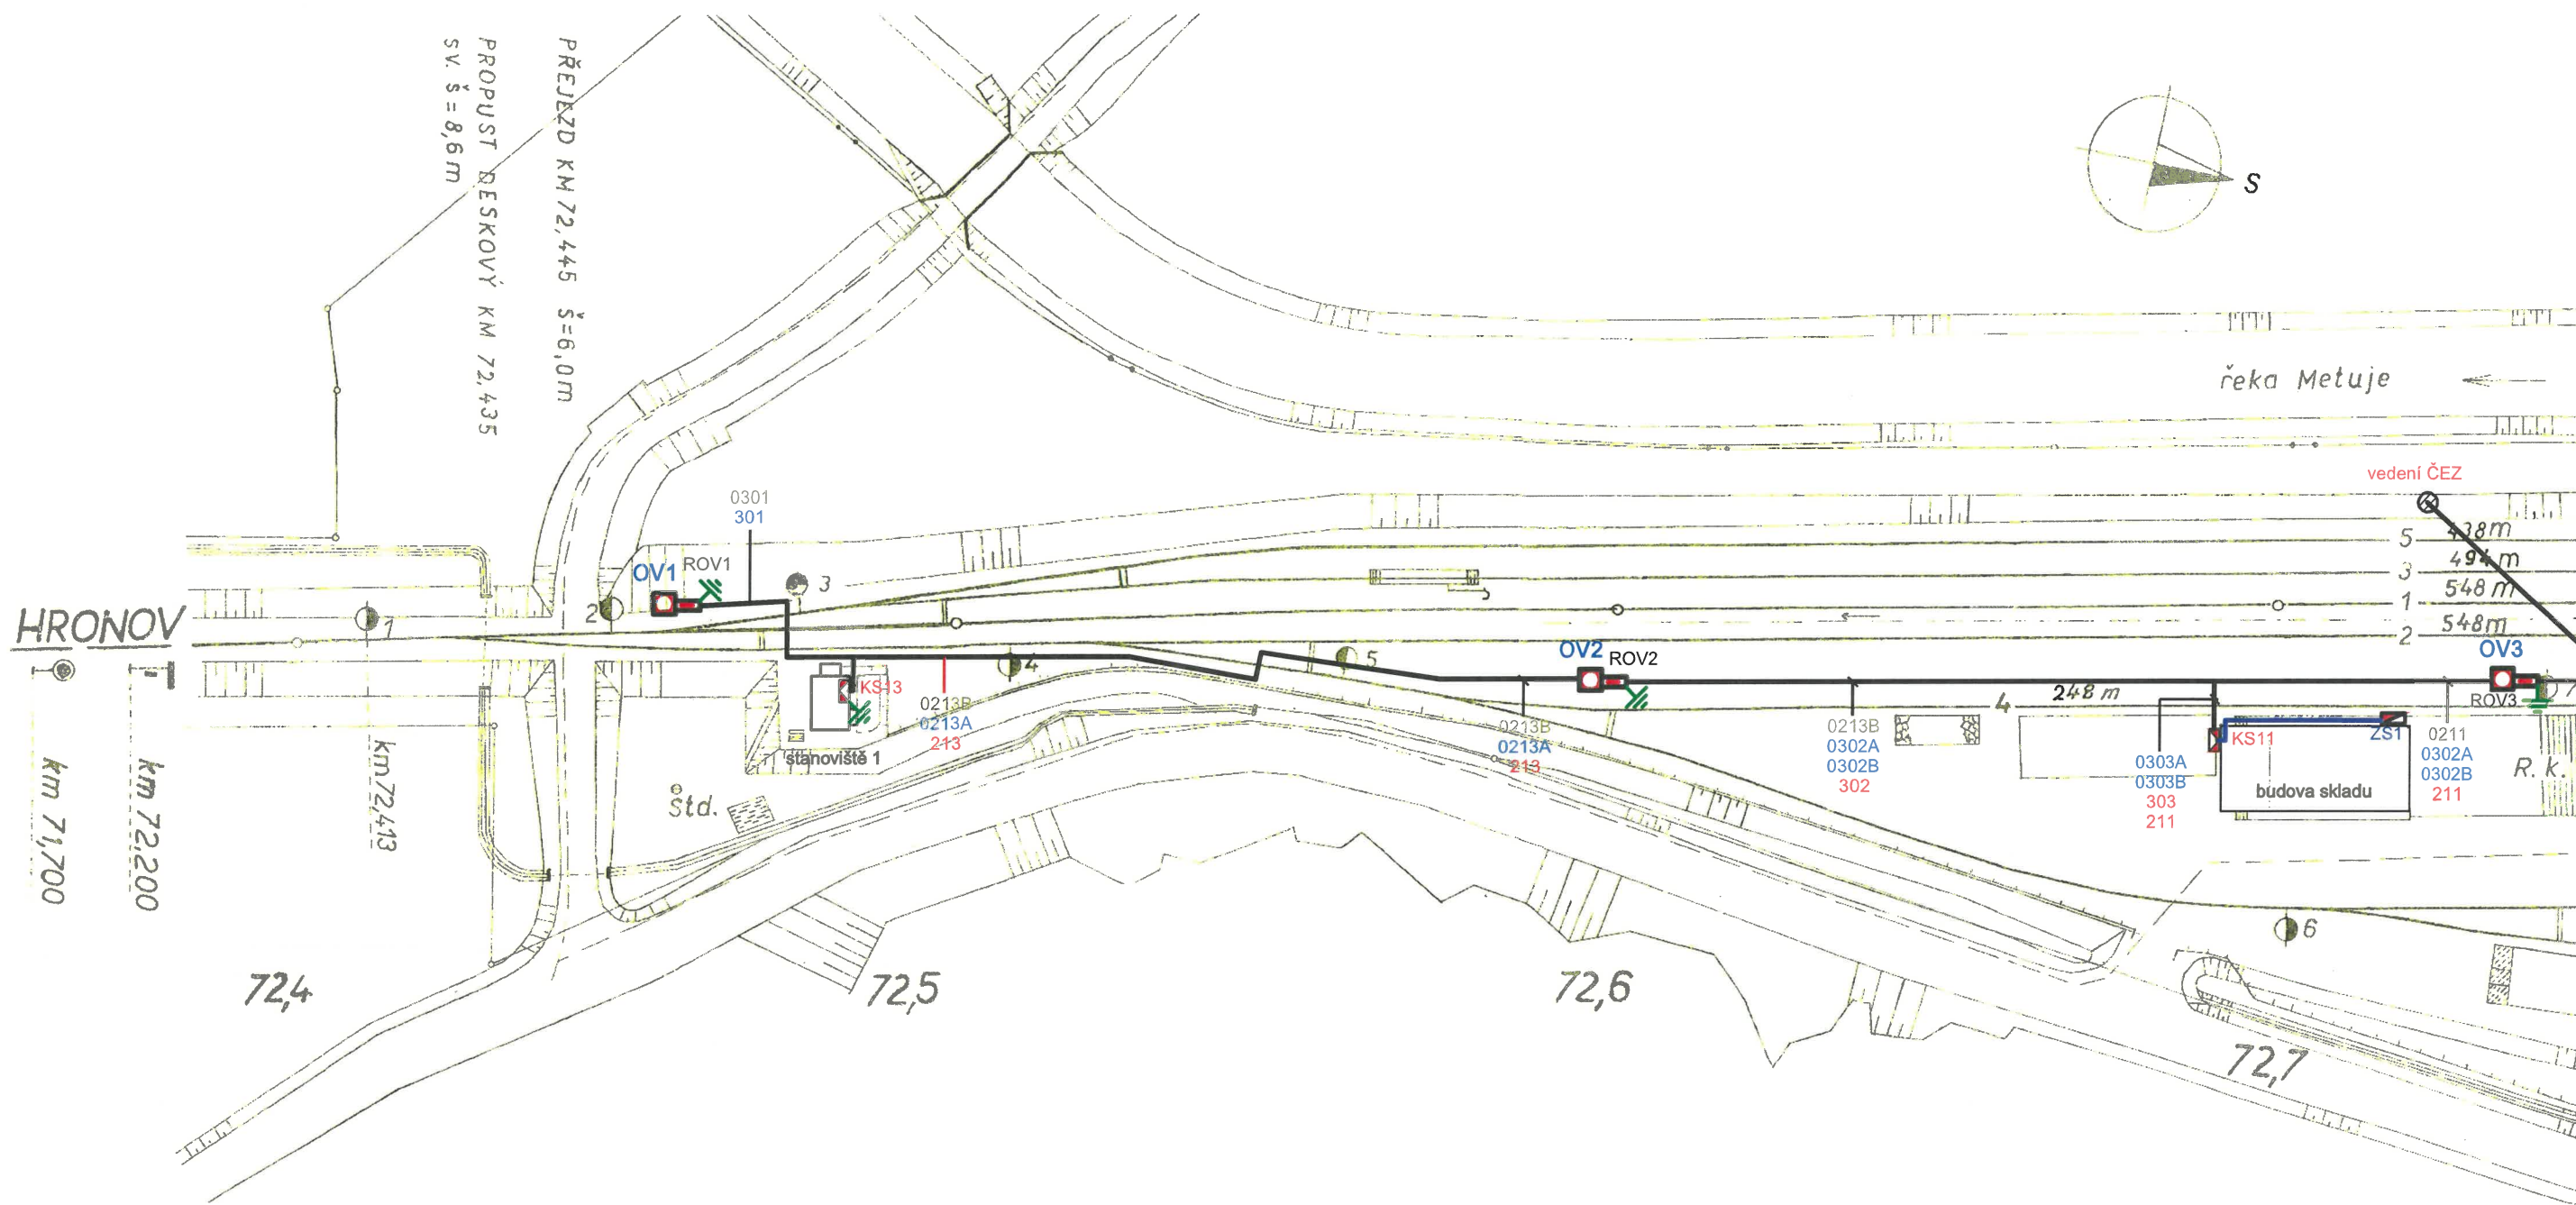 PŘEJEZD KM 72,445 Š=6,0m
PROPUST DESKOVÝ KM 72,435
SV. Š = 8,6m
S
řeka Metuje
vedení ČEZ
0301
301
OV1
ROV1
3
2
1
HRONOV
5 438m
3 494m
1 548m
2 548m
4
5
OV2
ROV2
OV3
ROV3
7
KS13
0213B
0213A
213
stanoviště 1
0213B
0213A
213
0213B
0302A
0302B
302
4 248 m
KS11
ZS1
0303A
0303B
303
211
budova skladu
0211
0302A
0302B
211
R. k.
Štd.
km 71,700
km 72,200
km 72,413
6
72,4
72,5
72,6
72,7